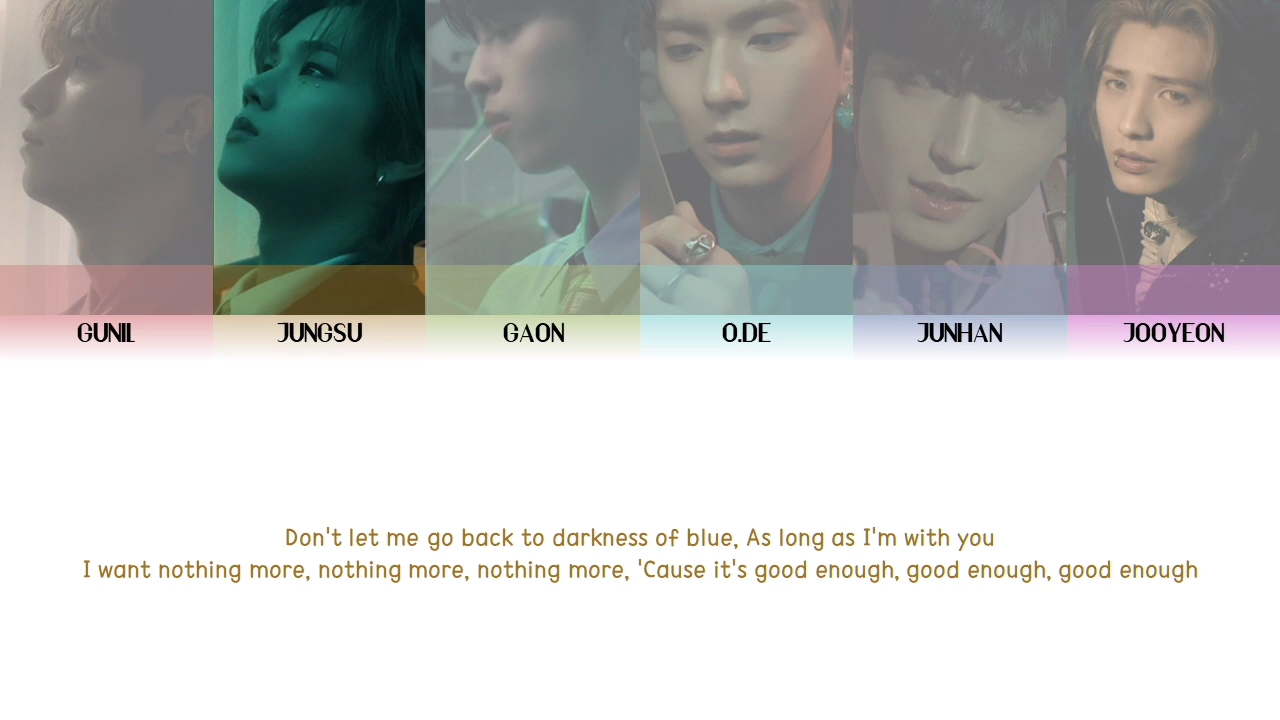 GUNIL JUNGSU GAON O.DE JUNHAN JOOYEON
Don't let me go back to darkness of blue, As long as I'm with you
I want nothing more, nothing more, nothing more, 'Cause it's good enough, good enough, good enough